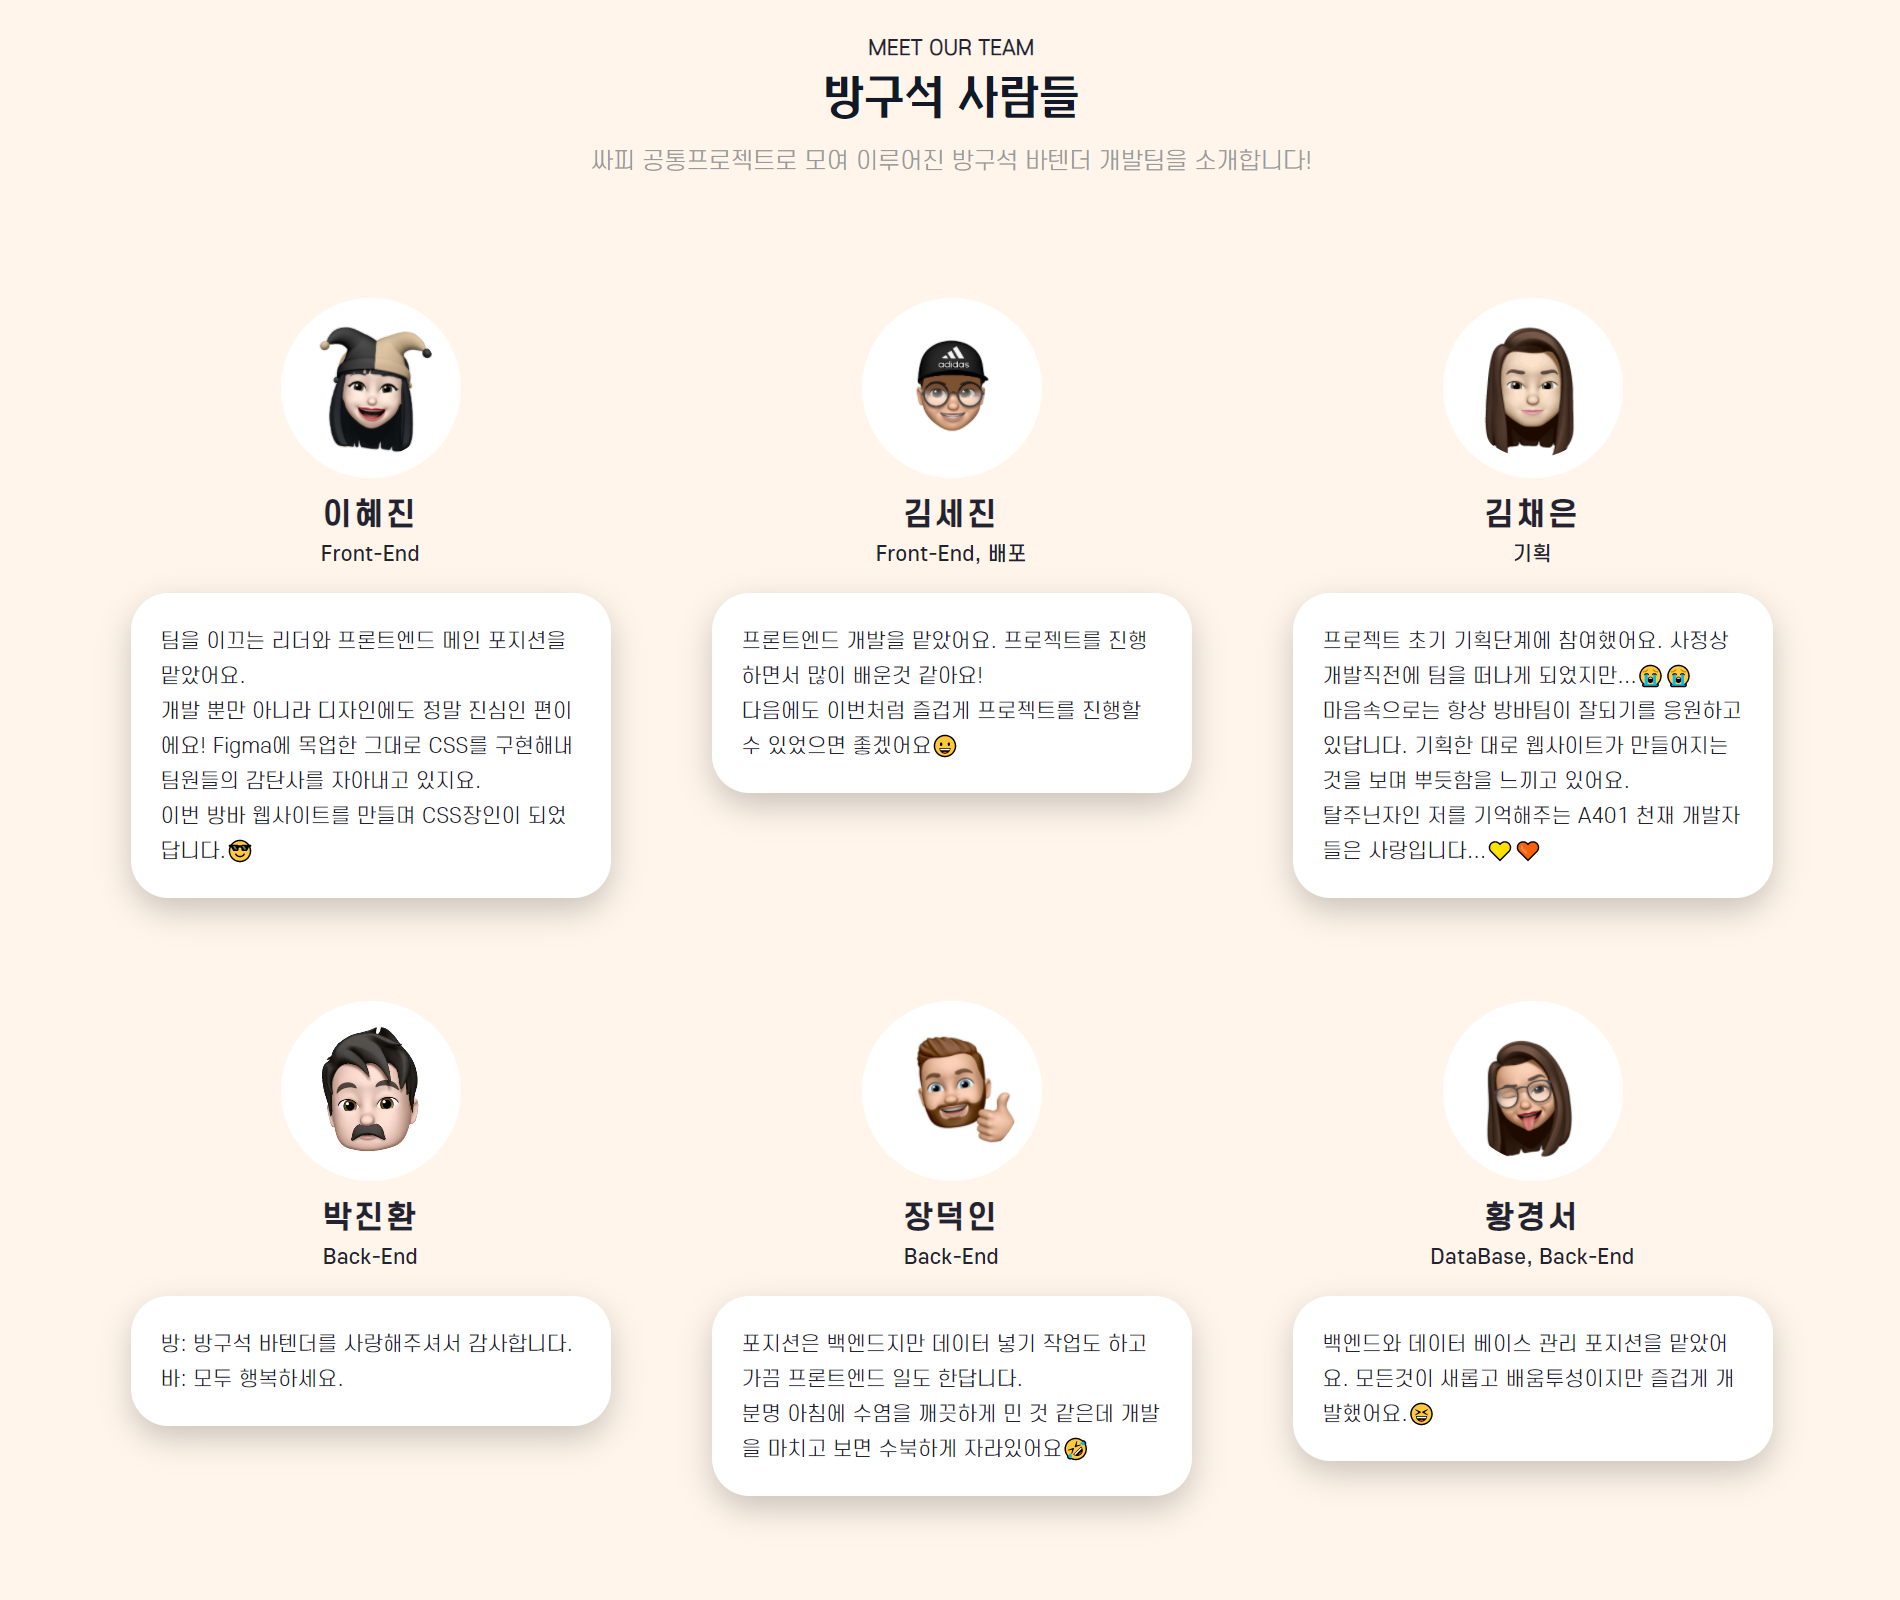 MEET OUR TEAM
방구석 사람들
싸피 공통프로젝트로 모여 이루어진 방구석 바텐더 개발팀을 소개합니다!
adidas
이혜진
Front-End
팀을 이끄는 리더와 프론트엔드 메인 포지션을
맡았어요.
개발 뿐만 아니라 디자인에도 정말 진심인 편이
에요! Figma에 목업한 그대로 CSS를 구현해내
팀원들의 감탄사를 자아내고 있지요.
이번 방바 웹사이트를 만들며 CSS장인이 되었
답니다.😎
김세진
Front-End, 배포
프론트엔드 개발을 맡았어요. 프로젝트를 진행
하면서 많이 배운것 같아요!
다음에도 이번처럼 즐겁게 프로젝트를 진행할
수 있었으면 좋겠어요😀
김채은
기획
프로젝트 초기 기획단계에 참여했어요. 사정상
개발직전에 팀을 떠나게 되었지만...😭😭
마음속으로는 항상 방바팀이 잘되기를 응원하고
있답니다. 기획한 대로 웹사이트가 만들어지는
것을 보며 뿌듯함을 느끼고 있어요.
탈주닌자인 저를 기억해주는 A401 천재 개발자
들은 사랑입니다...💛🧡
박진환
Back-End
방: 방구석 바텐더를 사랑해주셔서 감사합니다.
바: 모두 행복하세요.
장덕인
Back-End
포지션은 백엔드지만 데이터 넣기 작업도 하고
가끔 프론트엔드 일도 한답니다.
분명 아침에 수염을 깨끗하게 민 것 같은데 개발
을 마치고 보면 수북하게 자라있어요🤣
황경서
DataBase, Back-End
백엔드와 데이터 베이스 관리 포지션을 맡았어
요. 모든것이 새롭고 배움투성이지만 즐겁게 개
발했어요.😆